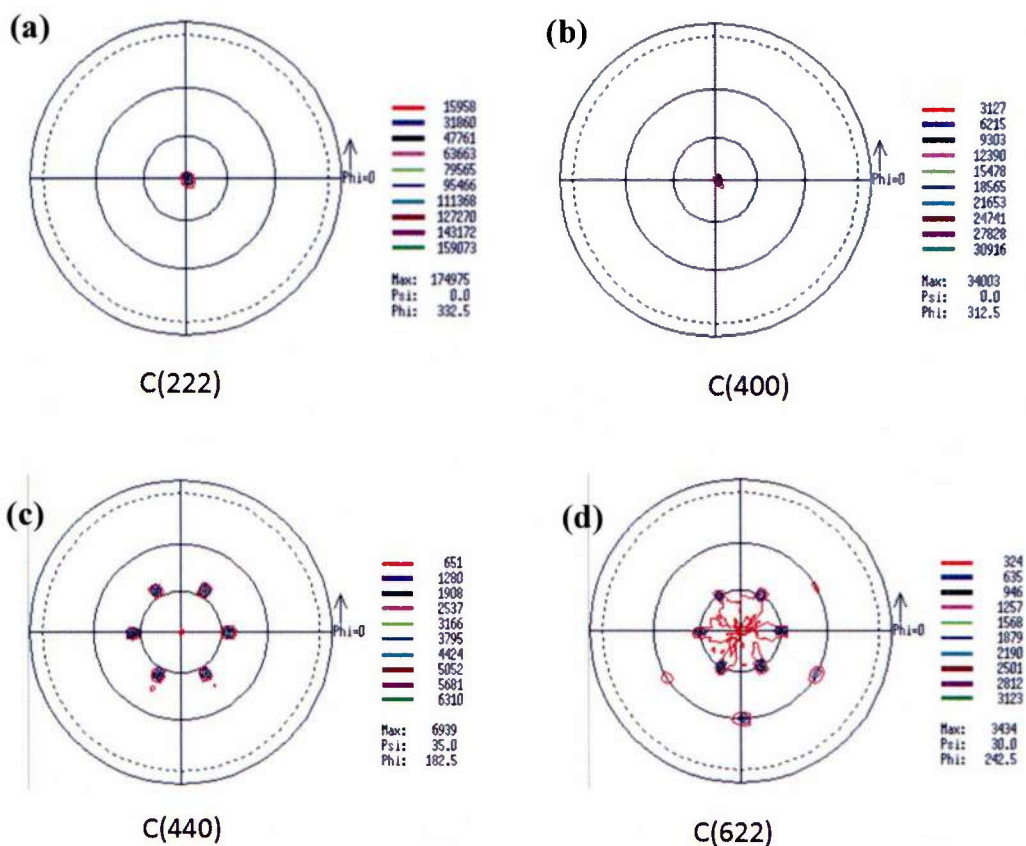 (a)
Phi=0
15958
31860
47761
63663
79565
95466
111368
127270
143172
159073
Max: 174975
Psi: 0.0
Phi: 332.5
C(222)
(b)
Phi=0
3127
6215
9303
12390
15478
18565
21653
24741
27828
30916
Max: 34003
Psi: 0.0
Phi: 312.5
C(400)
(c)
Phi=0
651
1280
1908
2537
3166
3795
4424
5052
5681
6310
Max: 6939
Psi: 35.0
Phi: 182.5
C(440)
(d)
Phi=0
324
635
946
1257
1568
1879
2190
2501
2812
3123
Max: 3434
Psi: 30.0
Phi: 242.5
C(622)